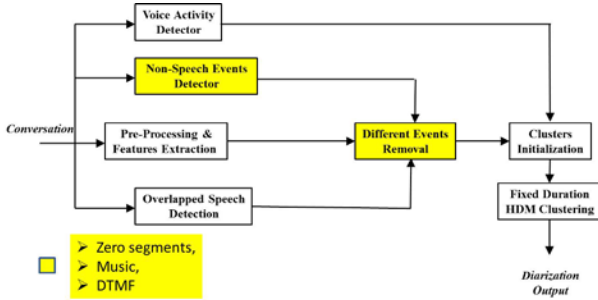 Voice Activity
Detector
Non-Speech Events
Detector
Conversation
Pre-Processing &
Features Extraction
Different Events
Removal
Clusters
Initialization
Overlapped Speech
Detection
Fixed Duration
HDM Clustering
Zero segments,
Music,
DTMF
Diarization
Output